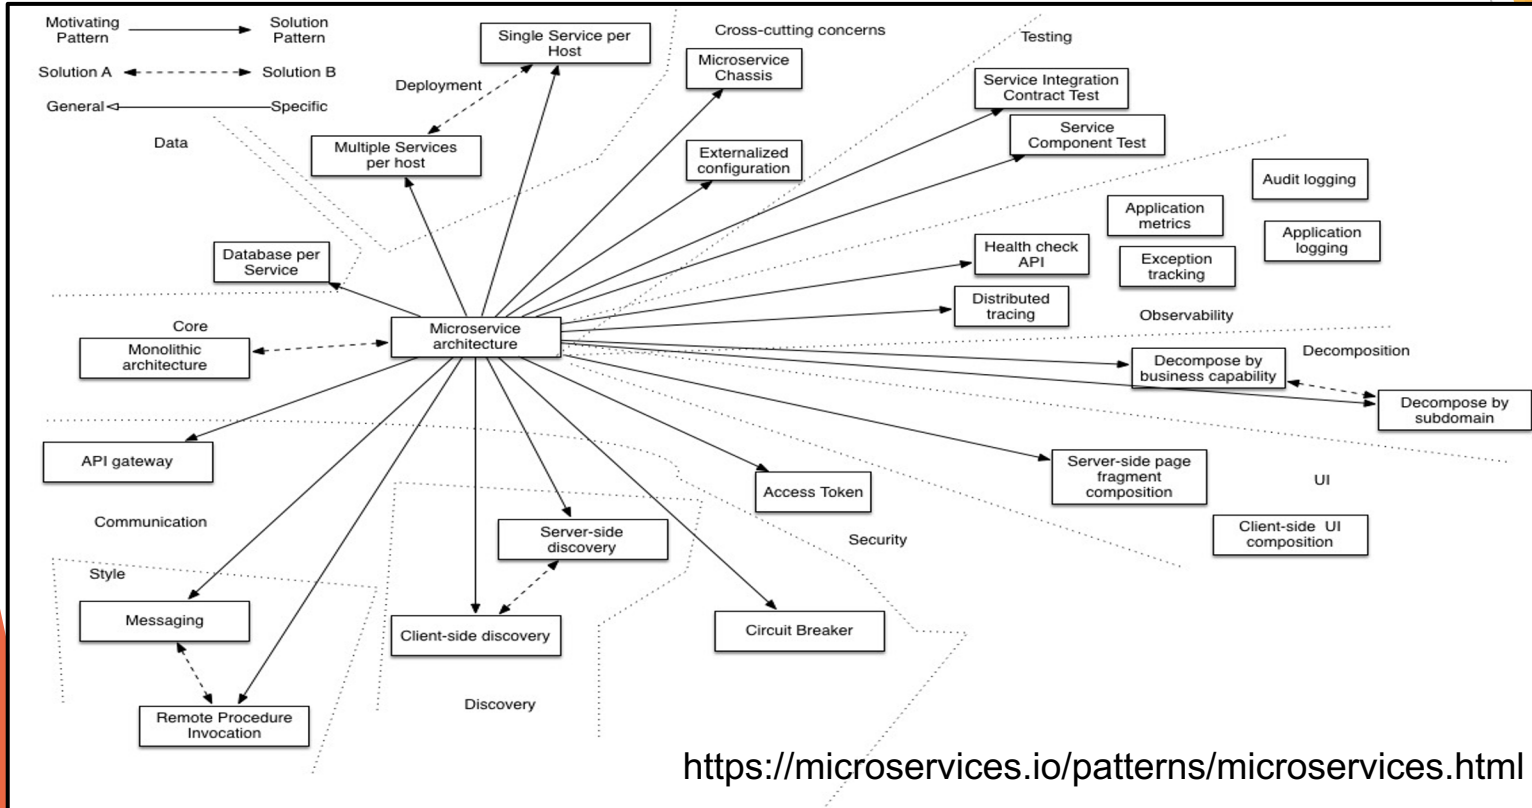 Motivating
Pattern
Solution
Pattern
Solution A
Solution B
General
Specific
Data
Deployment
Single Service per
Host
Multiple Services
per host
Cross-cutting concerns
Microservice
Chassis
Externalized
configuration
Testing
Service Integration
Contract Test
Service
Component Test
Audit logging
Application
metrics
Application
logging
Health check
API
Exception
tracking
Distributed
tracing
Observability
Database per
Service
Core
Monolithic
architecture
Microservice
architecture
Decompose by
business capability
Decomposition
Decompose by
subdomain
API gateway
Communication
Access Token
Security
Server-side page
fragment
composition
UI
Client-side UI
composition
Server-side
discovery
Style
Messaging
Client-side discovery
Circuit Breaker
Discovery
Remote Procedure
Invocation
https://microservices.io/patterns/microservices.html